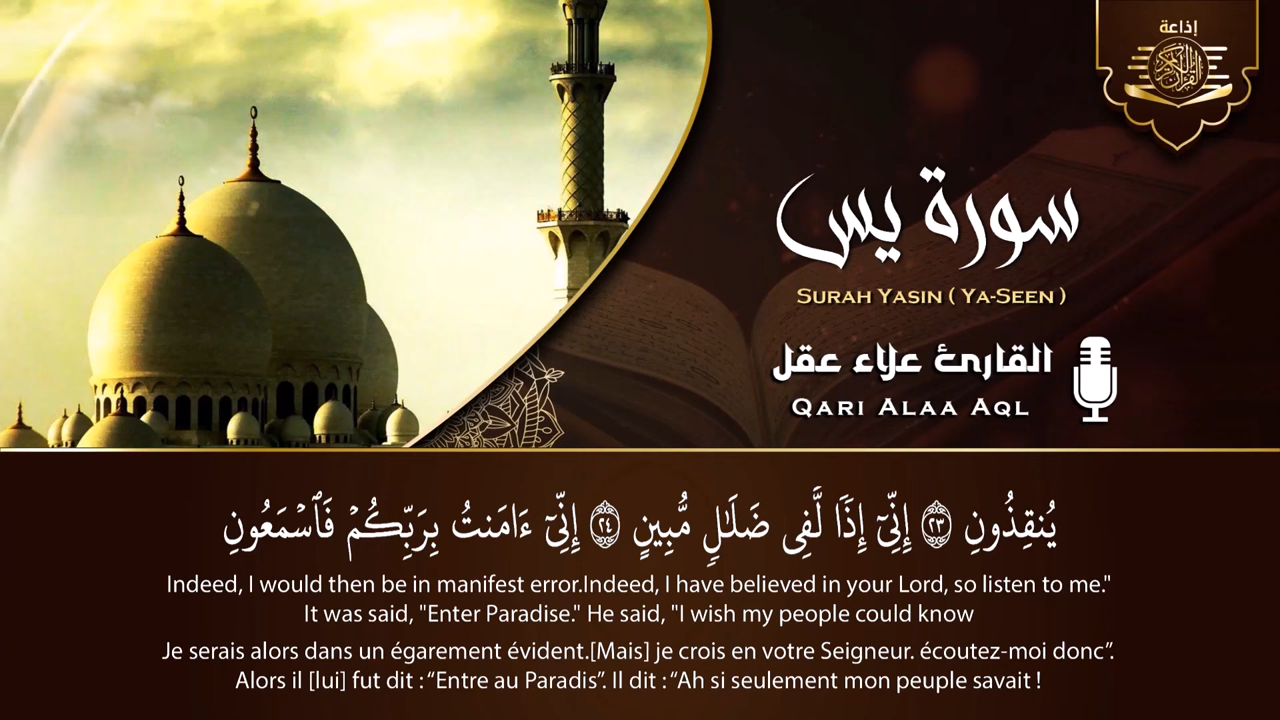 إذاعة
القرآن الكريم
سورة يس
SURAH YASIN ( YA-SEEN )
القارئ علاء عقل
QARI ALAA AQL
يُنقِذُونِ ٢٣ إِنِّىٓ إِذًا لَّفِى ضَلَٰلٍ مُّبِينٍ ٢٤ إِنِّىٓ ءَامَنتُ بِرَبِّكُمْ فَٱسْمَعُونِ
Indeed, I would then be in manifest error.Indeed, I have believed in your Lord, so listen to me."
It was said, "Enter Paradise." He said, "I wish my people could know
Je serais alors dans un égarement évident.[Mais] je crois en votre Seigneur. écoutez-moi donc”.
Alors il [lui] fut dit : “Entre au Paradis”. Il dit : “Ah si seulement mon peuple savait !